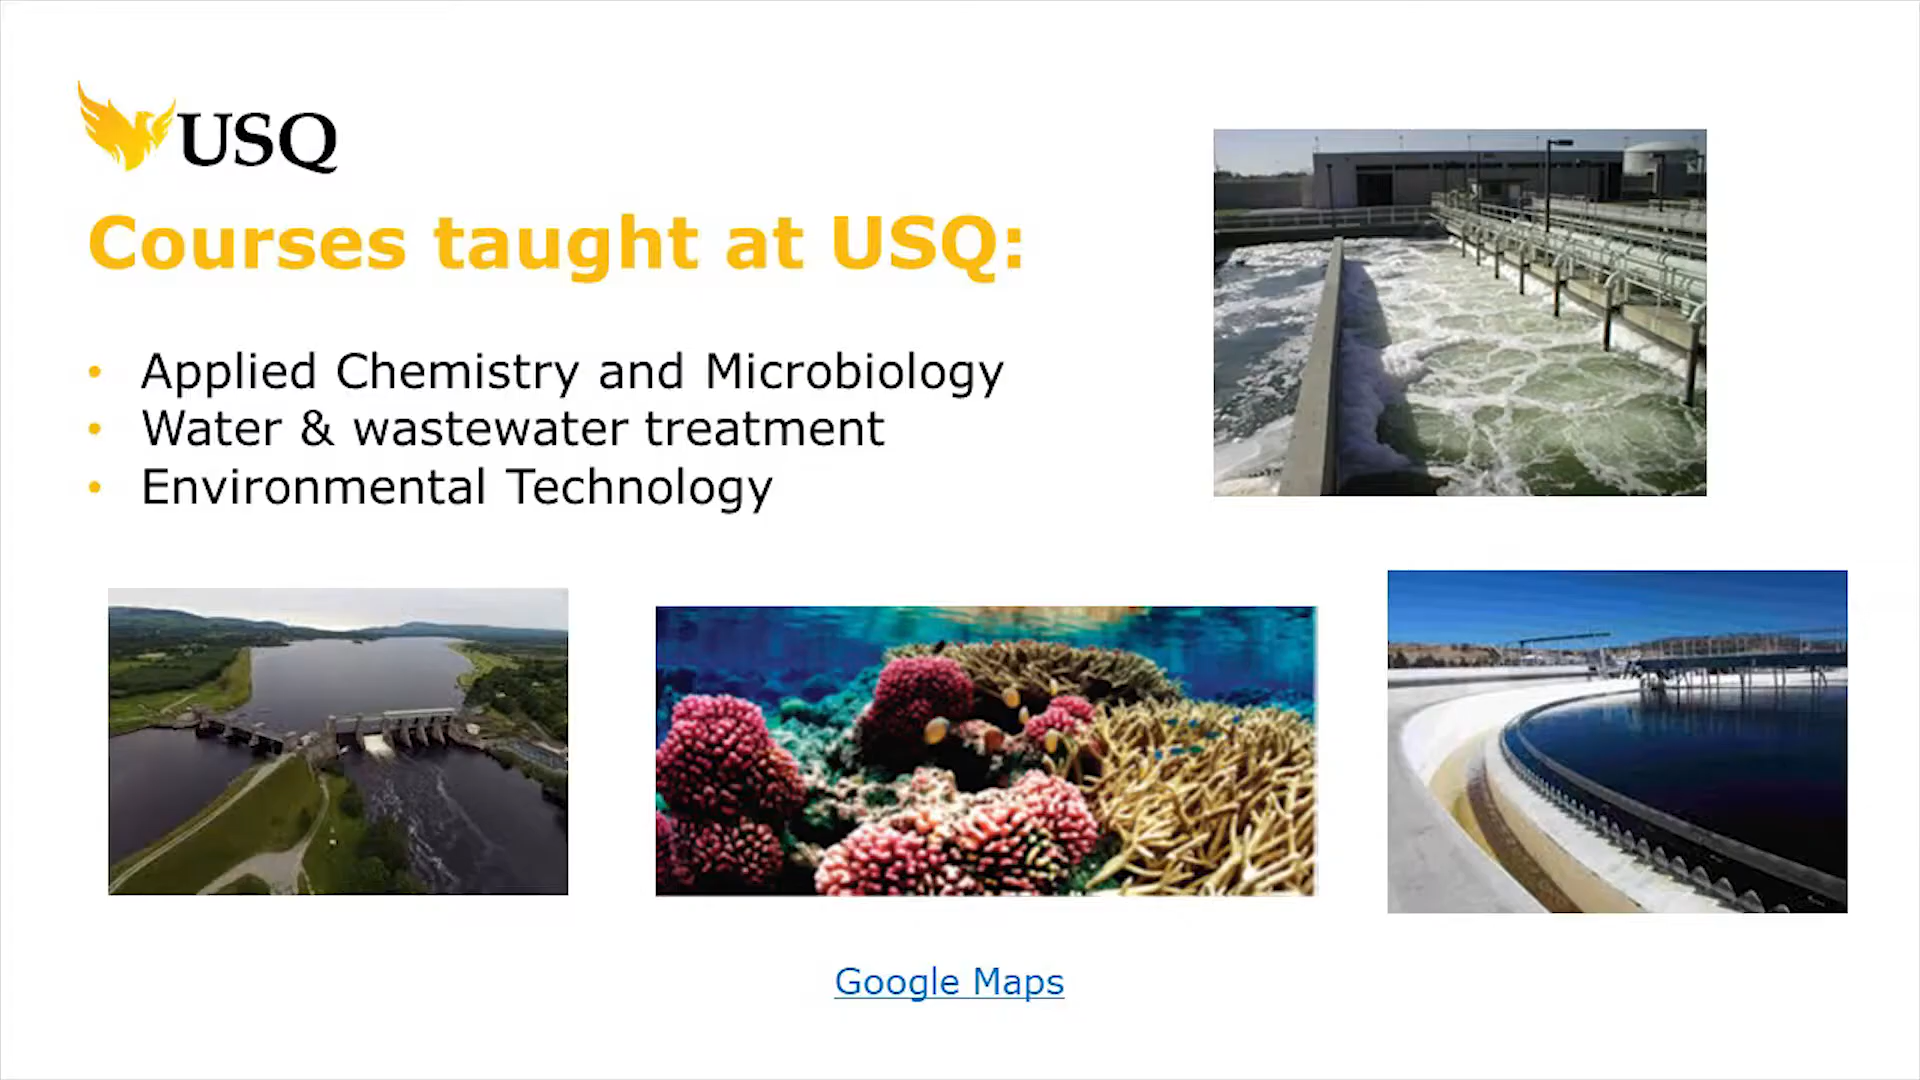 USQ
Courses taught at USQ:
• Applied Chemistry and Microbiology
• Water & wastewater treatment
• Environmental Technology
Google Maps